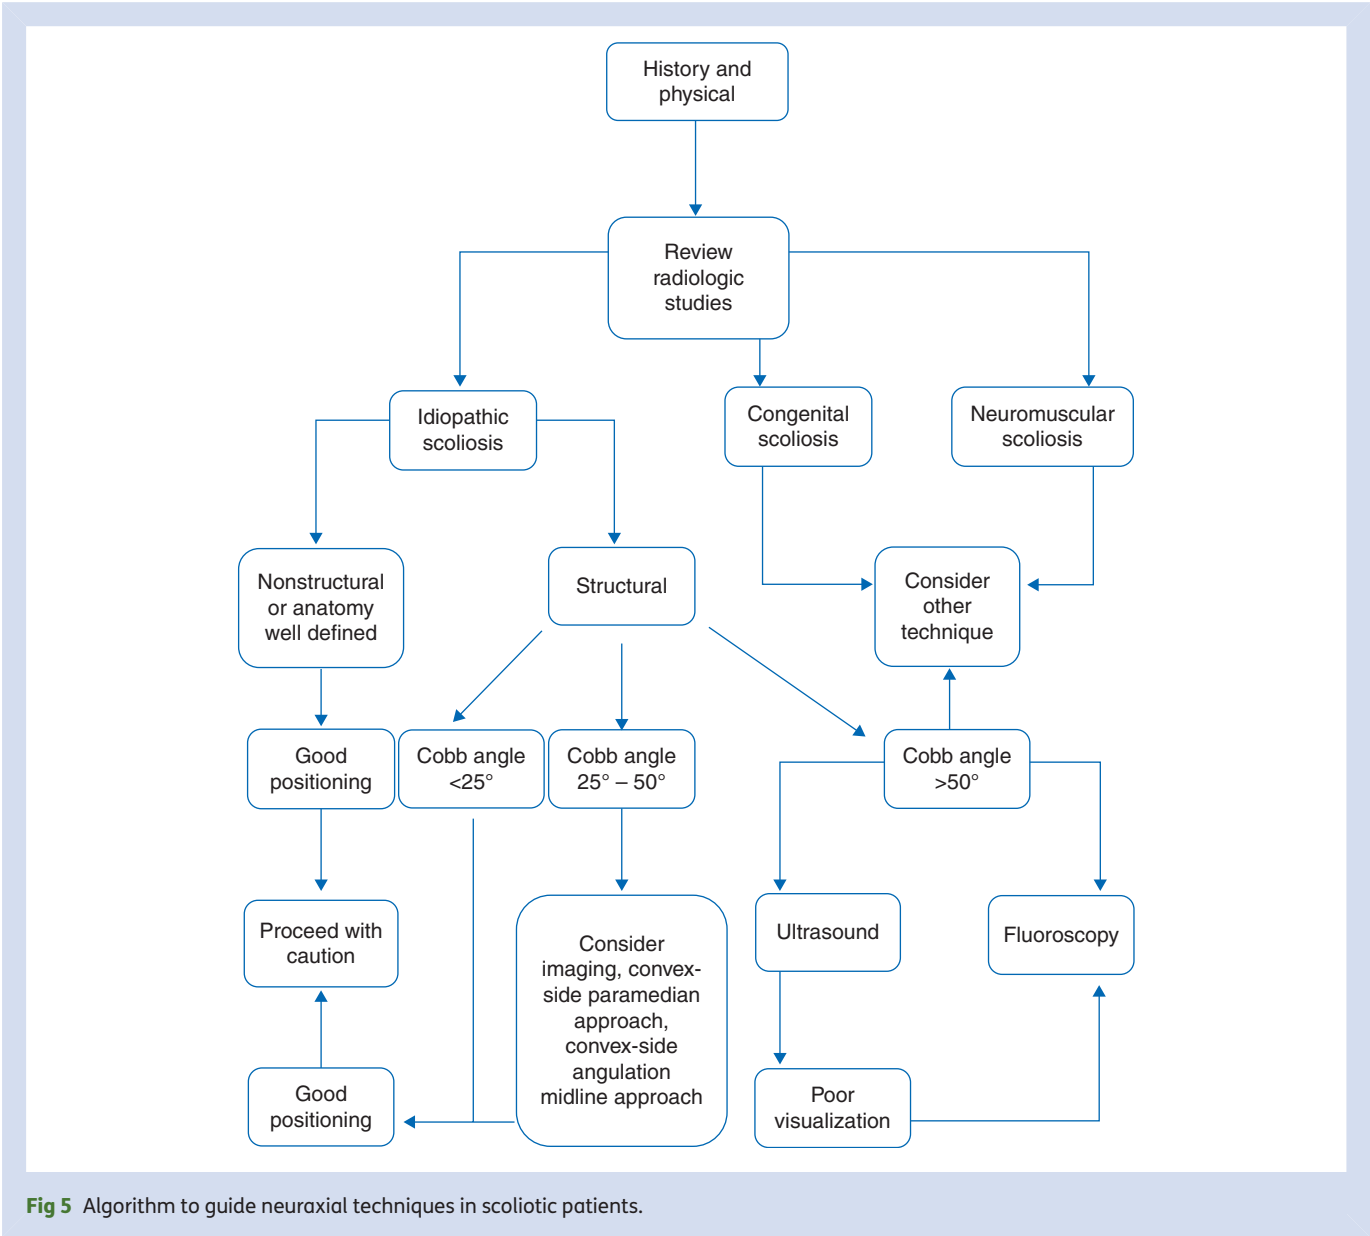 History and
physical
Review
radiologic
studies
Idiopathic
scoliosis
Congenital
scoliosis
Neuromuscular
scoliosis
Nonstructural
or anatomy
well defined
Structural
Consider
other
technique
Good
positioning
Cobb angle
<25°
Cobb angle
25° – 50°
Cobb angle
>50°
Proceed with
caution
Consider
imaging, convex-
side paramedian
approach,
convex-side
angulation
midline approach
Ultrasound
Fluoroscopy
Good
positioning
Poor
visualization
Fig 5 Algorithm to guide neuraxial techniques in scoliotic patients.